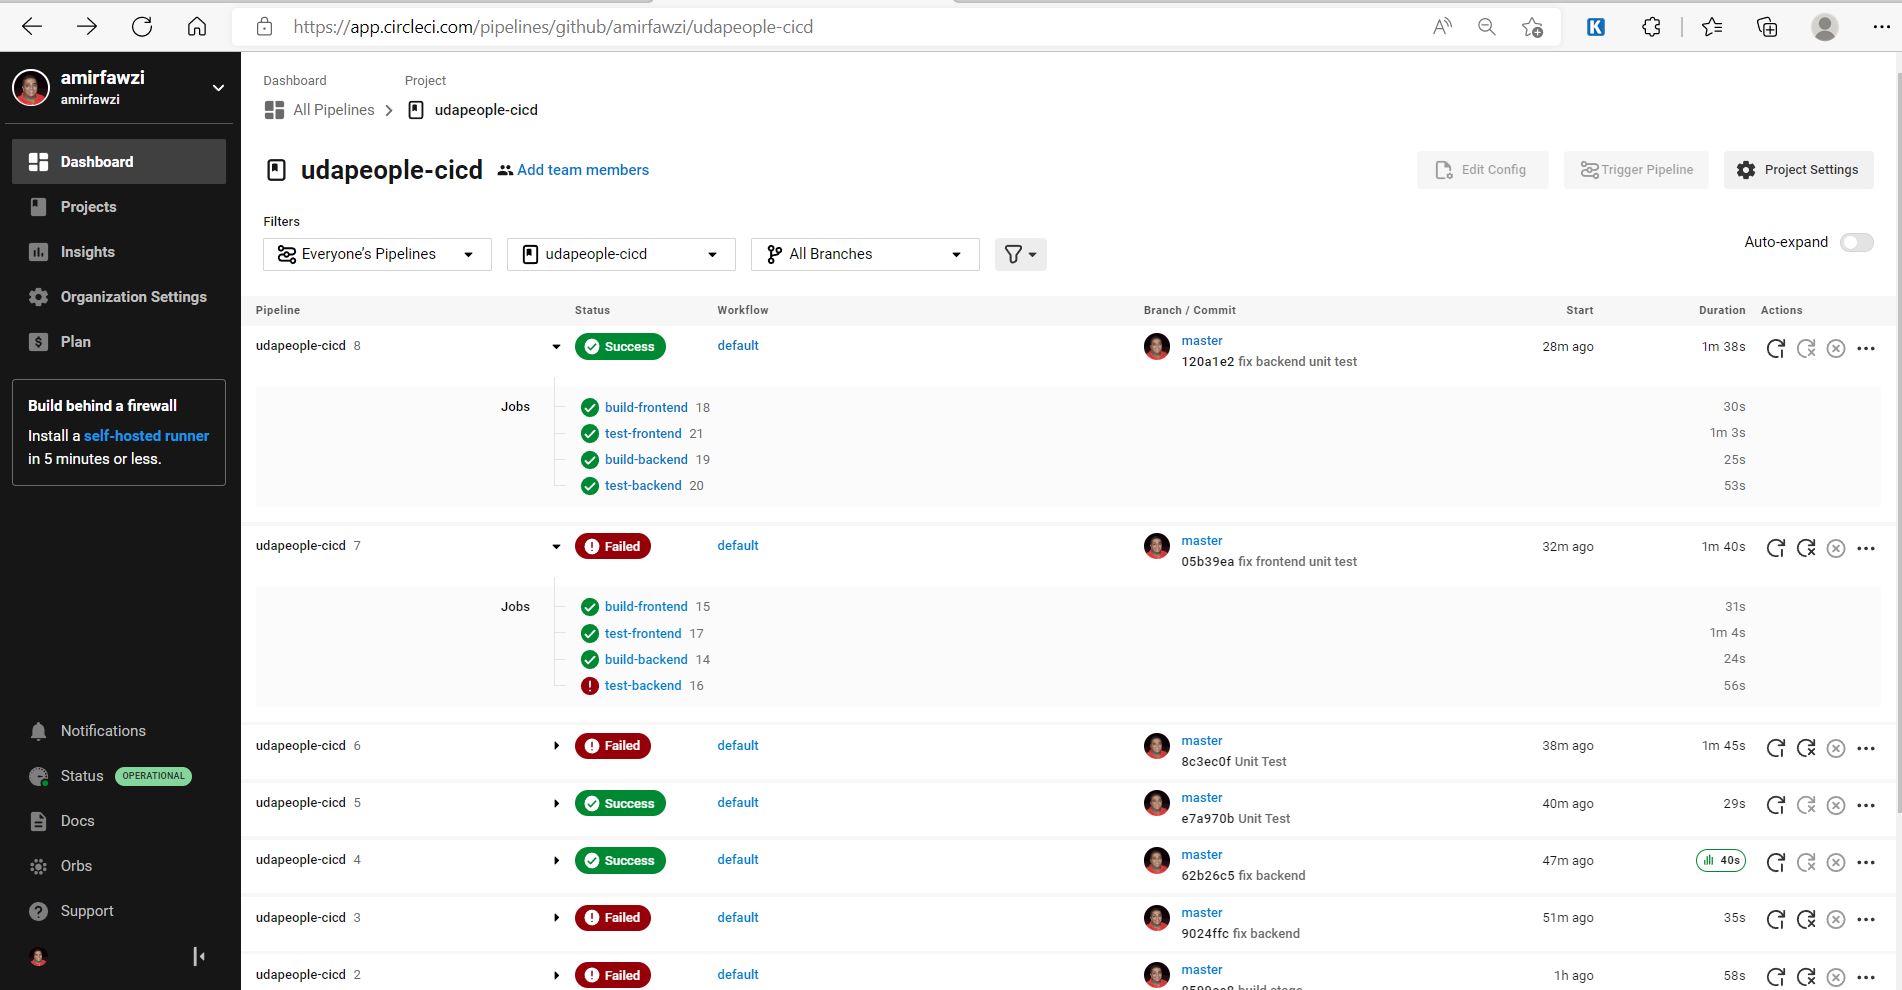 https://app.circleci.com/pipelines/github/amirfawzi/udapeople-cicd
amirfawzi
amirfawzi
Dashboard
Projects
Insights
Organization Settings
Plan
Build behind a firewall
Install a self-hosted runner
in 5 minutes or less.
Notifications
Status OPERATIONAL
Docs
Orbs
Support
Dashboard Project
All Pipelines udapeople-cicd
udapeople-cicd Add team members
Edit Config Trigger Pipeline Project Settings
Filters
Everyone's Pipelines udapeople-cicd All Branches
Auto-expand
Pipeline Status Workflow Branch / Commit Start Duration Actions
udapeople-cicd 8 Success default master 28m ago 1m 38s
120a1e2 fix backend unit test
Jobs build-frontend 18 30s
test-frontend 21 1m 3s
build-backend 19 25s
test-backend 20 53s
udapeople-cicd 7 Failed default master 32m ago 1m 40s
05b39ea fix frontend unit test
Jobs build-frontend 15 31s
test-frontend 17 1m 4s
build-backend 14 24s
test-backend 16 56s
udapeople-cicd 6 Failed default master 38m ago 1m 45s
8c3ec0f Unit Test
udapeople-cicd 5 Success default master 40m ago 29s
e7a970b Unit Test
udapeople-cicd 4 Success default master 47m ago 40s
62b26c5 fix backend
udapeople-cicd 3 Failed default master 51m ago 35s
9024ffc fix backend
udapeople-cicd 2 Failed default master 1h ago 58s
build stage